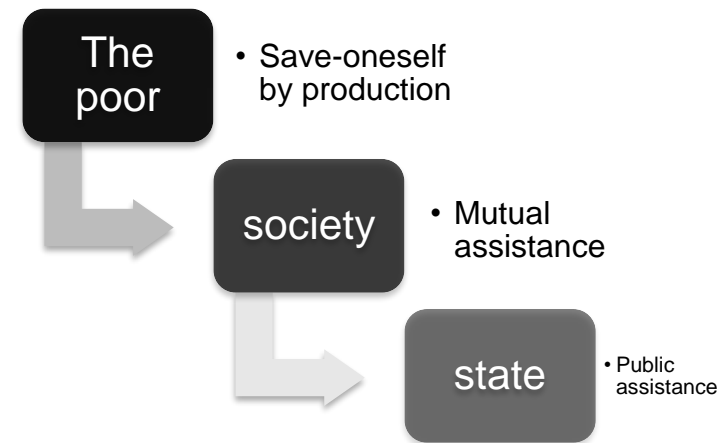 The
poor
• Save-oneself
by production
society
• Mutual
assistance
state
• Public
assistance